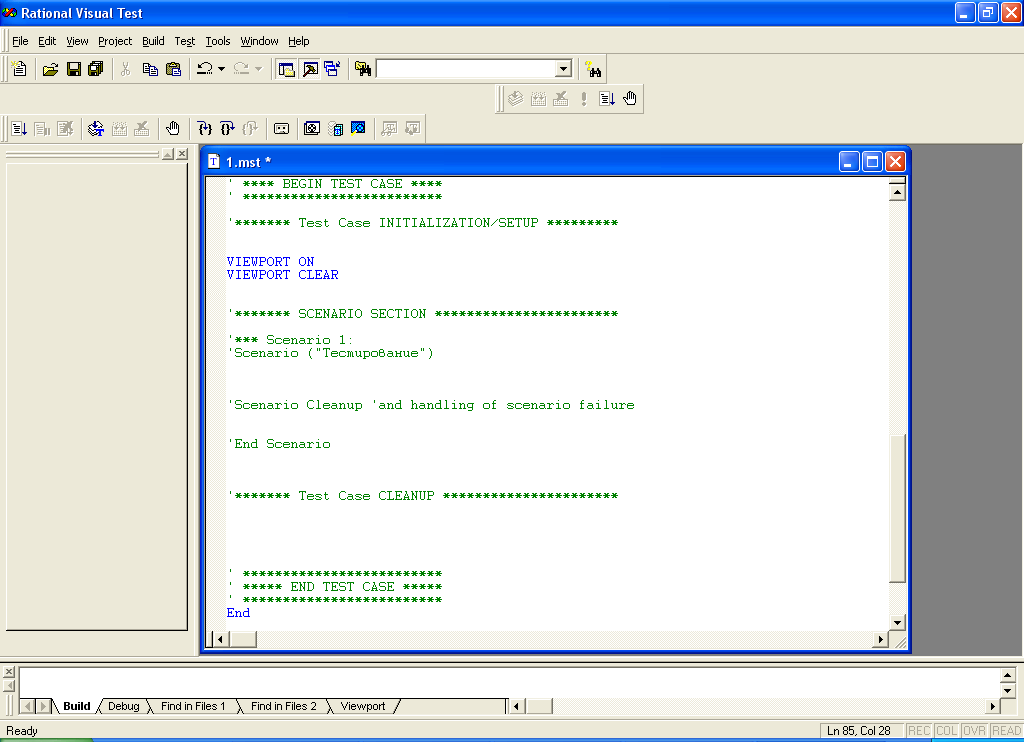 Rational Visual Test
File Edit View Project Build Test Tools Window Help
1.mst *
' **** BEGIN TEST CASE ****
' *************************
'******* Test Case INITIALIZATION/SETUP *********
VIEWPORT ON
VIEWPORT CLEAR
'******* SCENARIO SECTION ***********************
'*** Scenario 1:
'Scenario ("Тестирование")
'Scenario Cleanup 'and handling of scenario failure
'End Scenario
'******* Test Case CLEANUP **********************
' *************************
' ***** END TEST CASE *****
' *************************
End
Build Debug Find in Files 1 Find in Files 2 Viewport
Ready Ln 85, Col 28 REC COL OVR READ